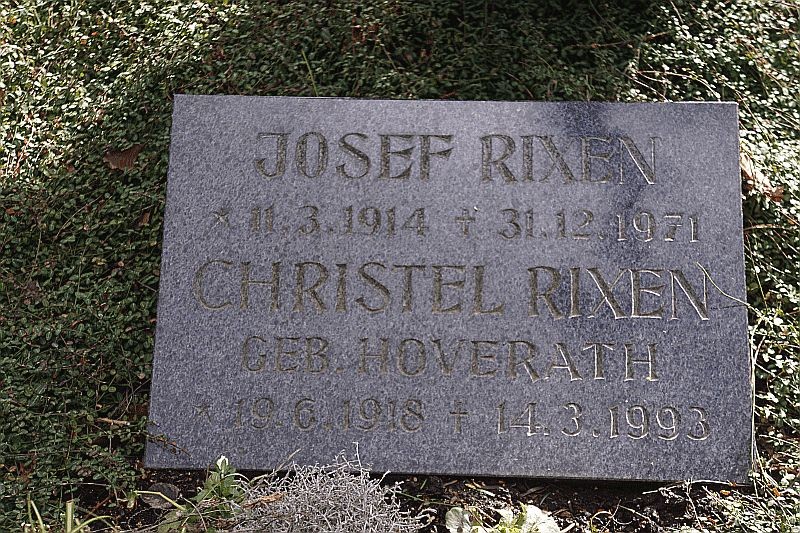 JOSEF RIXEN
* 11.3.1914 † 31.12.1971
CHRISTEL RIXEN
GEB. HOVERATH
* 19.6.1918 † 14.3.1993